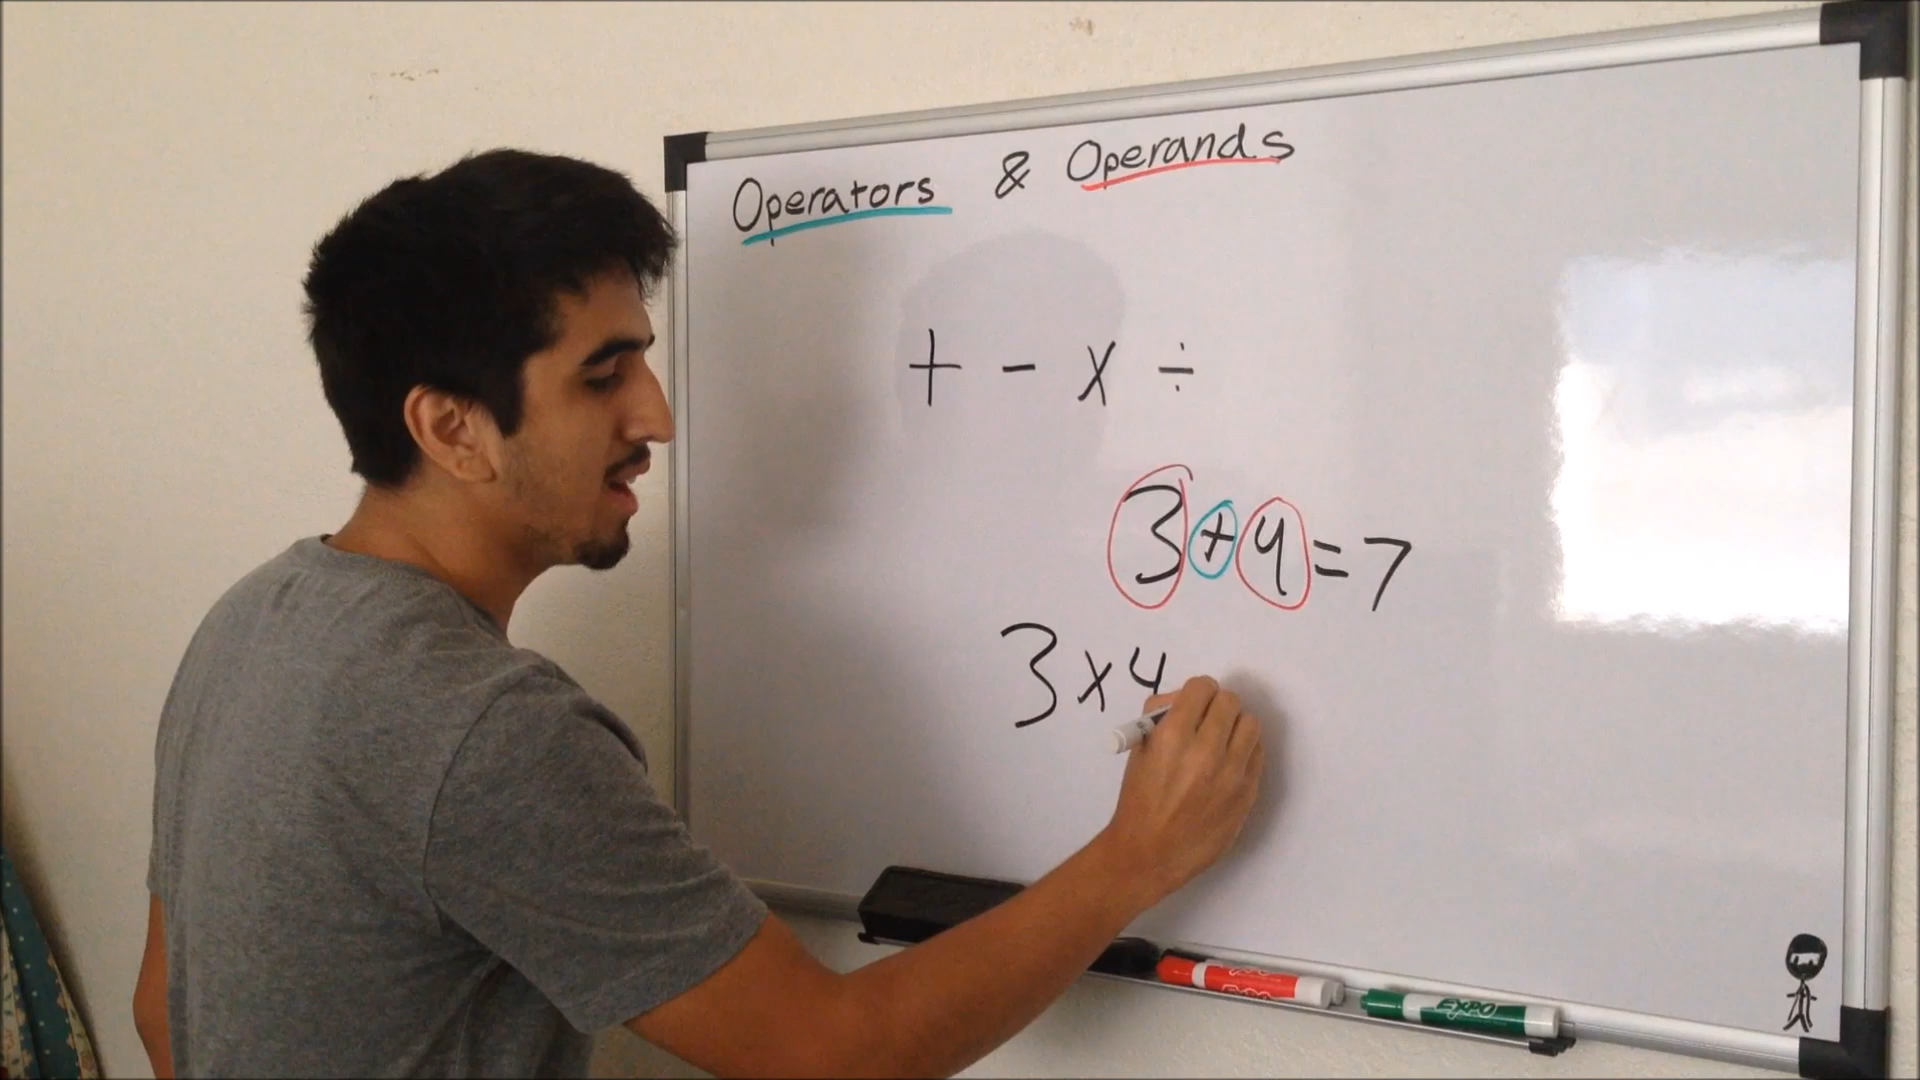 Operators & Operands
+ - x ÷
3+4=7
3x4
EXPO